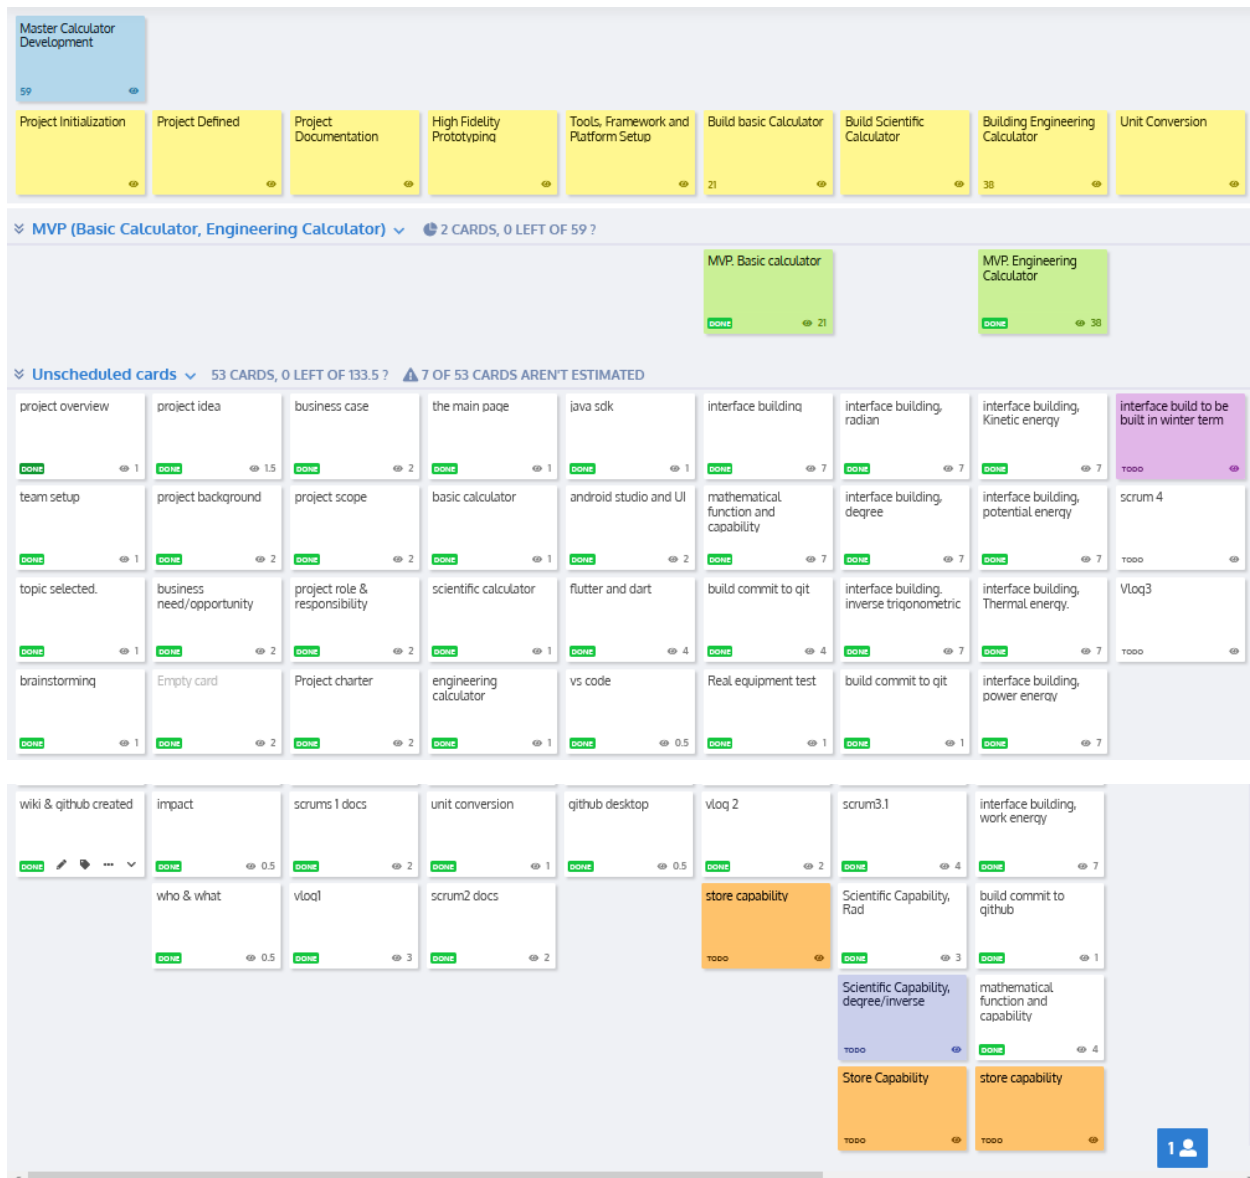 Master Calculator
Development
59
Project Initialization
Project Defined
Project
Documentation
High Fidelity
Prototyping
Tools, Framework and
Platform Setup
Build basic Calculator
21
Build Scientific
Calculator
Building Engineering
Calculator
38
Unit Conversion
MVP (Basic Calculator, Engineering Calculator) 2 CARDS, 0 LEFT OF 59 ?
MVP. Basic calculator
DONE 21
MVP. Engineering
Calculator
DONE 38
Unscheduled cards 53 CARDS, 0 LEFT OF 133.5 ? 7 OF 53 CARDS AREN'T ESTIMATED
project overview
DONE 1
project idea
DONE 1.5
business case
DONE 2
the main page
DONE 1
java sdk
DONE 1
interface building
DONE 7
interface building,
radian
DONE 7
interface building,
Kinetic energy
DONE 7
interface build to be
built in winter term
TODO
team setup
DONE 1
project background
DONE 2
project scope
DONE 2
basic calculator
DONE 1
android studio and UI
DONE 2
mathematical
function and
capability
DONE 7
interface building,
degree
DONE 7
interface building,
potential energy
DONE 7
scrum 4
TODO
topic selected.
DONE 1
business
need/opportunity
DONE 2
project role &
responsibility
DONE 2
scientific calculator
DONE 1
flutter and dart
DONE 4
build commit to git
DONE 4
interface building.
inverse trigonometric
DONE 7
interface building,
Thermal energy.
DONE 7
Vlog3
TODO
brainstorming
DONE 1
Empty card
DONE 2
Project charter
DONE 2
engineering
calculator
DONE 1
vs code
DONE 0.5
Real equipment test
DONE 1
build commit to git
DONE 1
interface building,
power energy
DONE 7
wiki & github created
DONE
impact
DONE 0.5
scrums 1 docs
DONE 2
unit conversion
DONE 1
github desktop
DONE 0.5
vlog 2
DONE 2
scrum3.1
DONE 4
interface building,
work energy
DONE 7
who & what
DONE 0.5
vlog1
DONE 3
scrum2 docs
DONE 2
store capability
TODO
Scientific Capability,
Rad
DONE 3
build commit to
github
DONE 1
Scientific Capability,
degree/inverse
TODO
mathematical
function and
capability
DONE 4
Store Capability
TODO
store capability
TODO
1